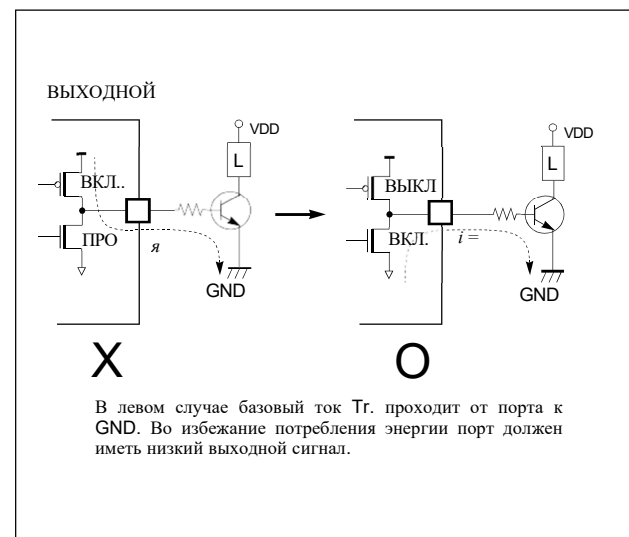 ВЫХОДНОЙ
VDD
L
ВКЛ..
ПРО
я
GND
X
VDD
L
ВЫКЛ
ВКЛ.
i =
GND
O
В левом случае базовый ток Tr. проходит от порта к
GND. Во избежание потребления энергии порт должен
иметь низкий выходной сигнал.